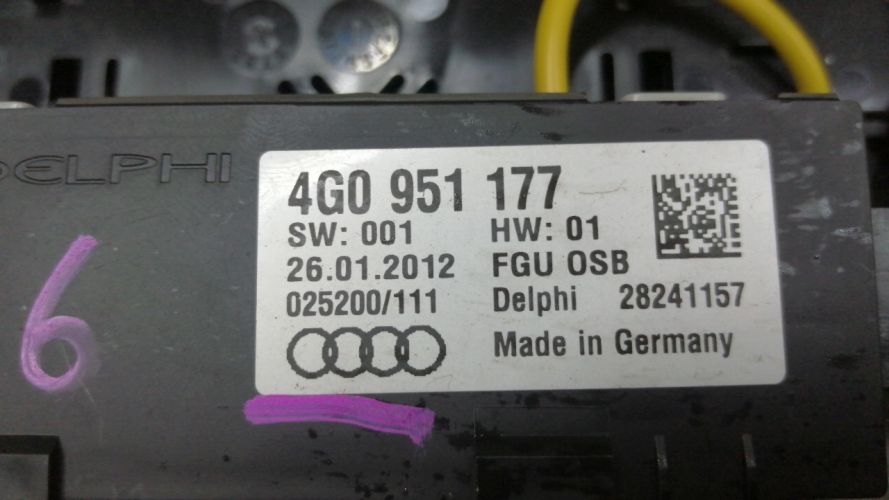 DELPHI
4G0 951 177
SW: 001 HW: 01
26.01.2012 FGU OSB
025200/111 Delphi 28241157
Made in Germany
6